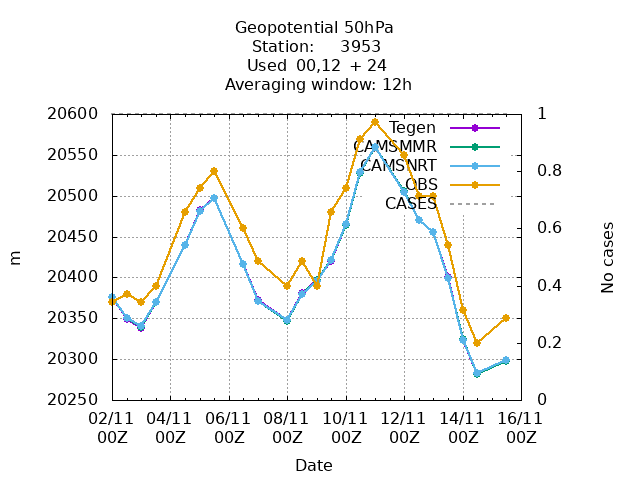 Geopotential 50hPa
Station: 3953
Used 00,12 + 24
Averaging window: 12h
20600
20550
20500
20450
20400
20350
20300
20250
m
1
0.8
0.6
0.4
0.2
0
No cases
Tegen
CAMSMMR
CAMSNRT
OBS
CASES
02/11 04/11 06/11 08/11 10/11 12/11 14/11 16/11
00Z 00Z 00Z 00Z 00Z 00Z 00Z 00Z
Date